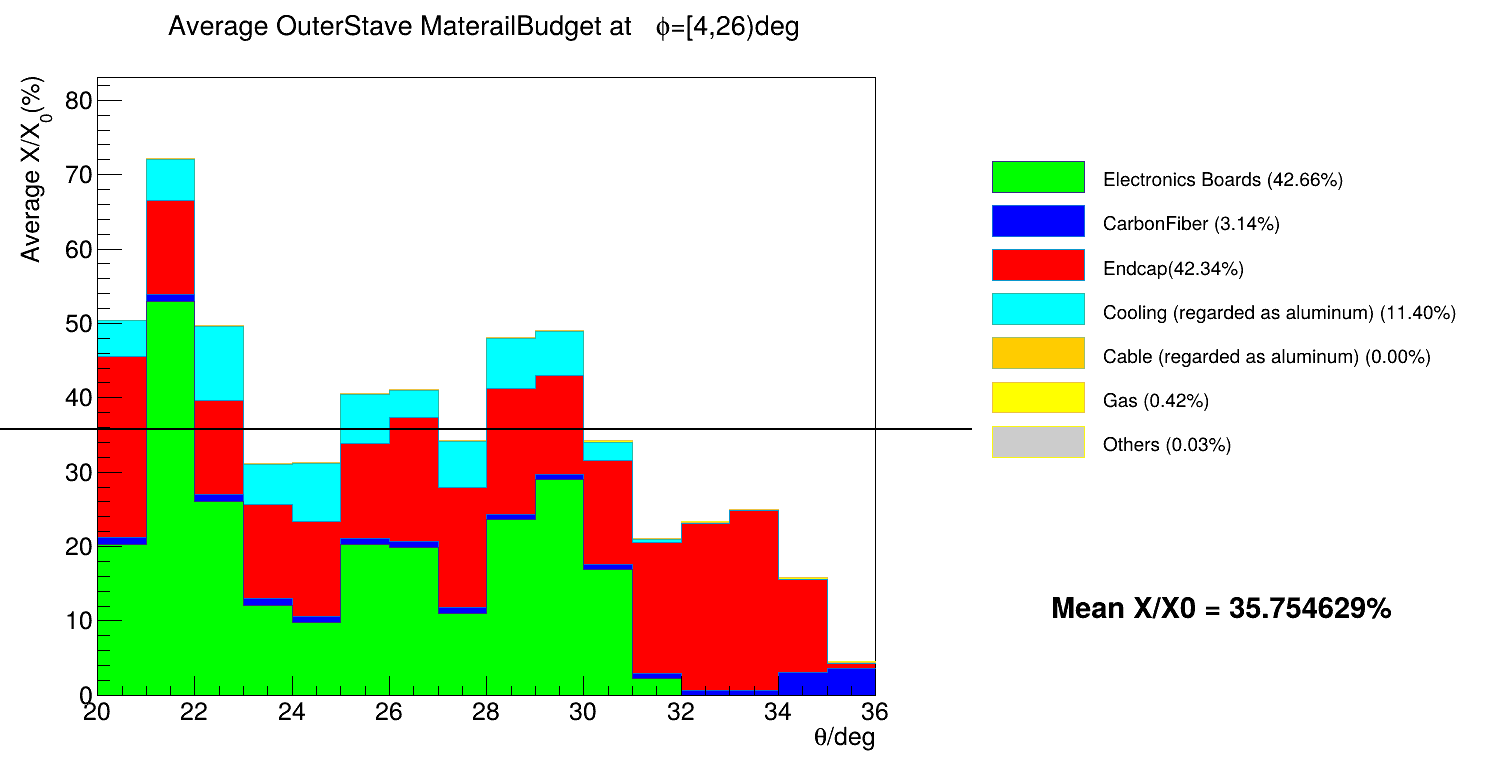 Average OuterStave MaterailBudget at ϕ=[4,26)deg
Average X/X0(%)
80
70
60
50
40
30
20
10
0
20 22 24 26 28 30 32 34 36
θ/deg
Electronics Boards (42.66%)
CarbonFiber (3.14%)
Endcap(42.34%)
Cooling (regarded as aluminum) (11.40%)
Cable (regarded as aluminum) (0.00%)
Gas (0.42%)
Others (0.03%)
Mean X/X0 = 35.754629%